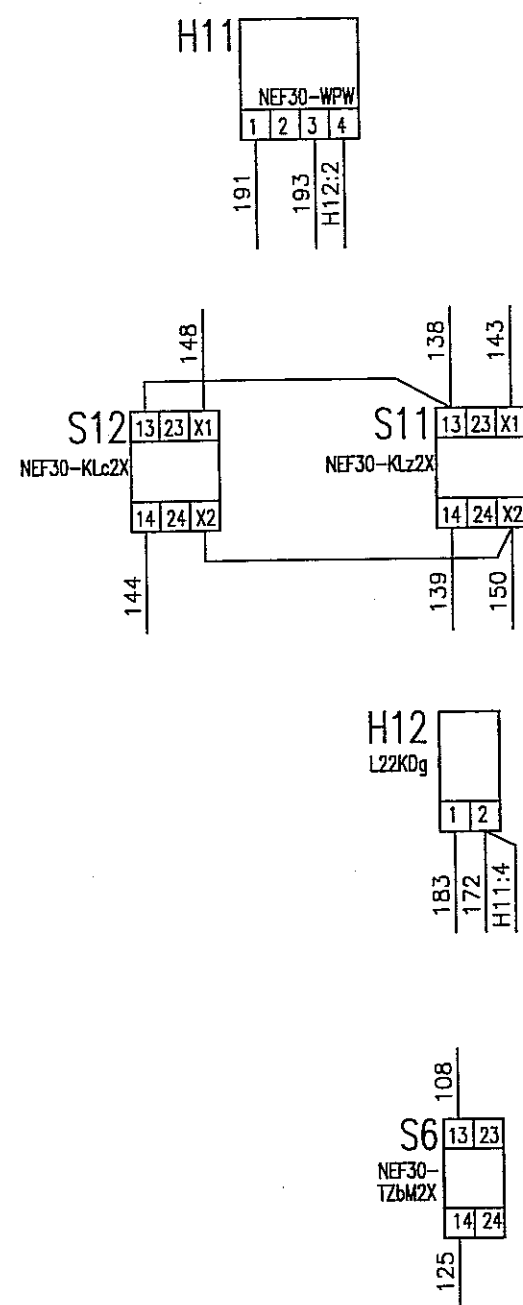 H11
NEF30-WPW
1 2 3 4
191 193 H12:2
148 138 143
S12 13 23 X1
NEF30-KLc2X
14 24 X2
144
S11 13 23 X1
NEF30-KLz2X
14 24 X2
139 150
H12
L22KDg
1 2
183 172 H11:4
108
S6 13 23
NEF30-
TZbM2X
14 24
125